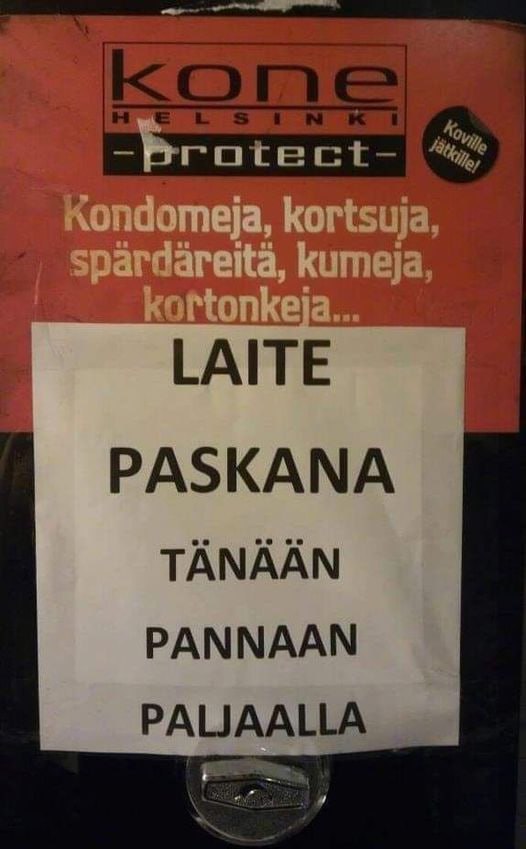 kone
HELSINKI
-protect-
Koville
jätkille!
Kondomeja, kortsuja,
spärdäreitä, kumeja,
kortonkeja...
LAITE
PASKANA
TÄNÄÄN
PANNAAN
PALJAALLA